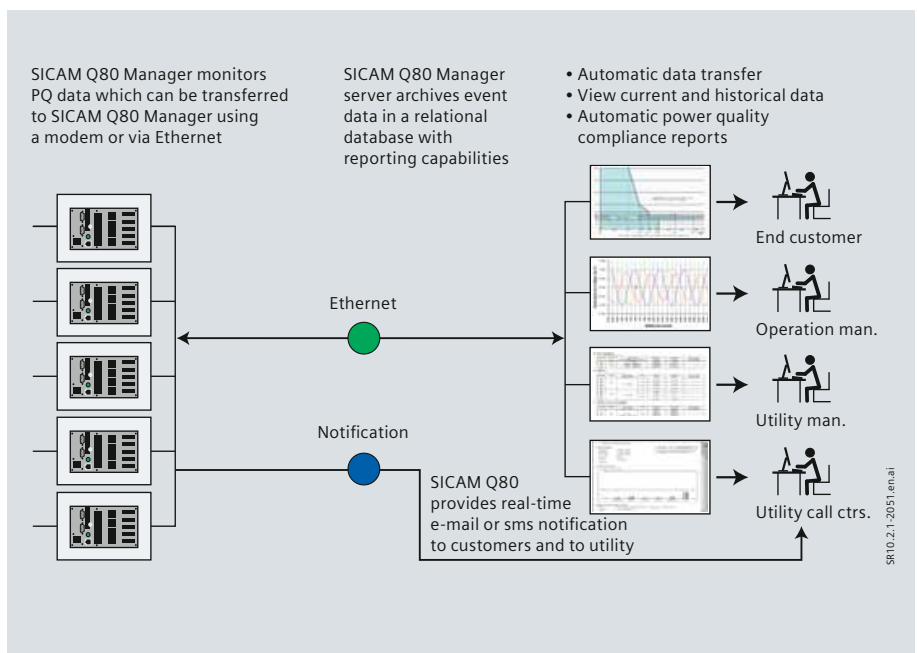 SICAM Q80 Manager monitors
PQ data which can be transferred
to SICAM Q80 Manager using
a modem or via Ethernet
SICAM Q80 Manager
server archives event
data in a relational
database with
reporting capabilities
• Automatic data transfer
• View current and historical data
• Automatic power quality
compliance reports
End customer
Ethernet
Operation man.
Utility man.
Notification
SICAM Q80
provides real-time
e-mail or sms notification
to customers and to utility
Utility call ctrs.
SR10.2.1-2051.en.ai